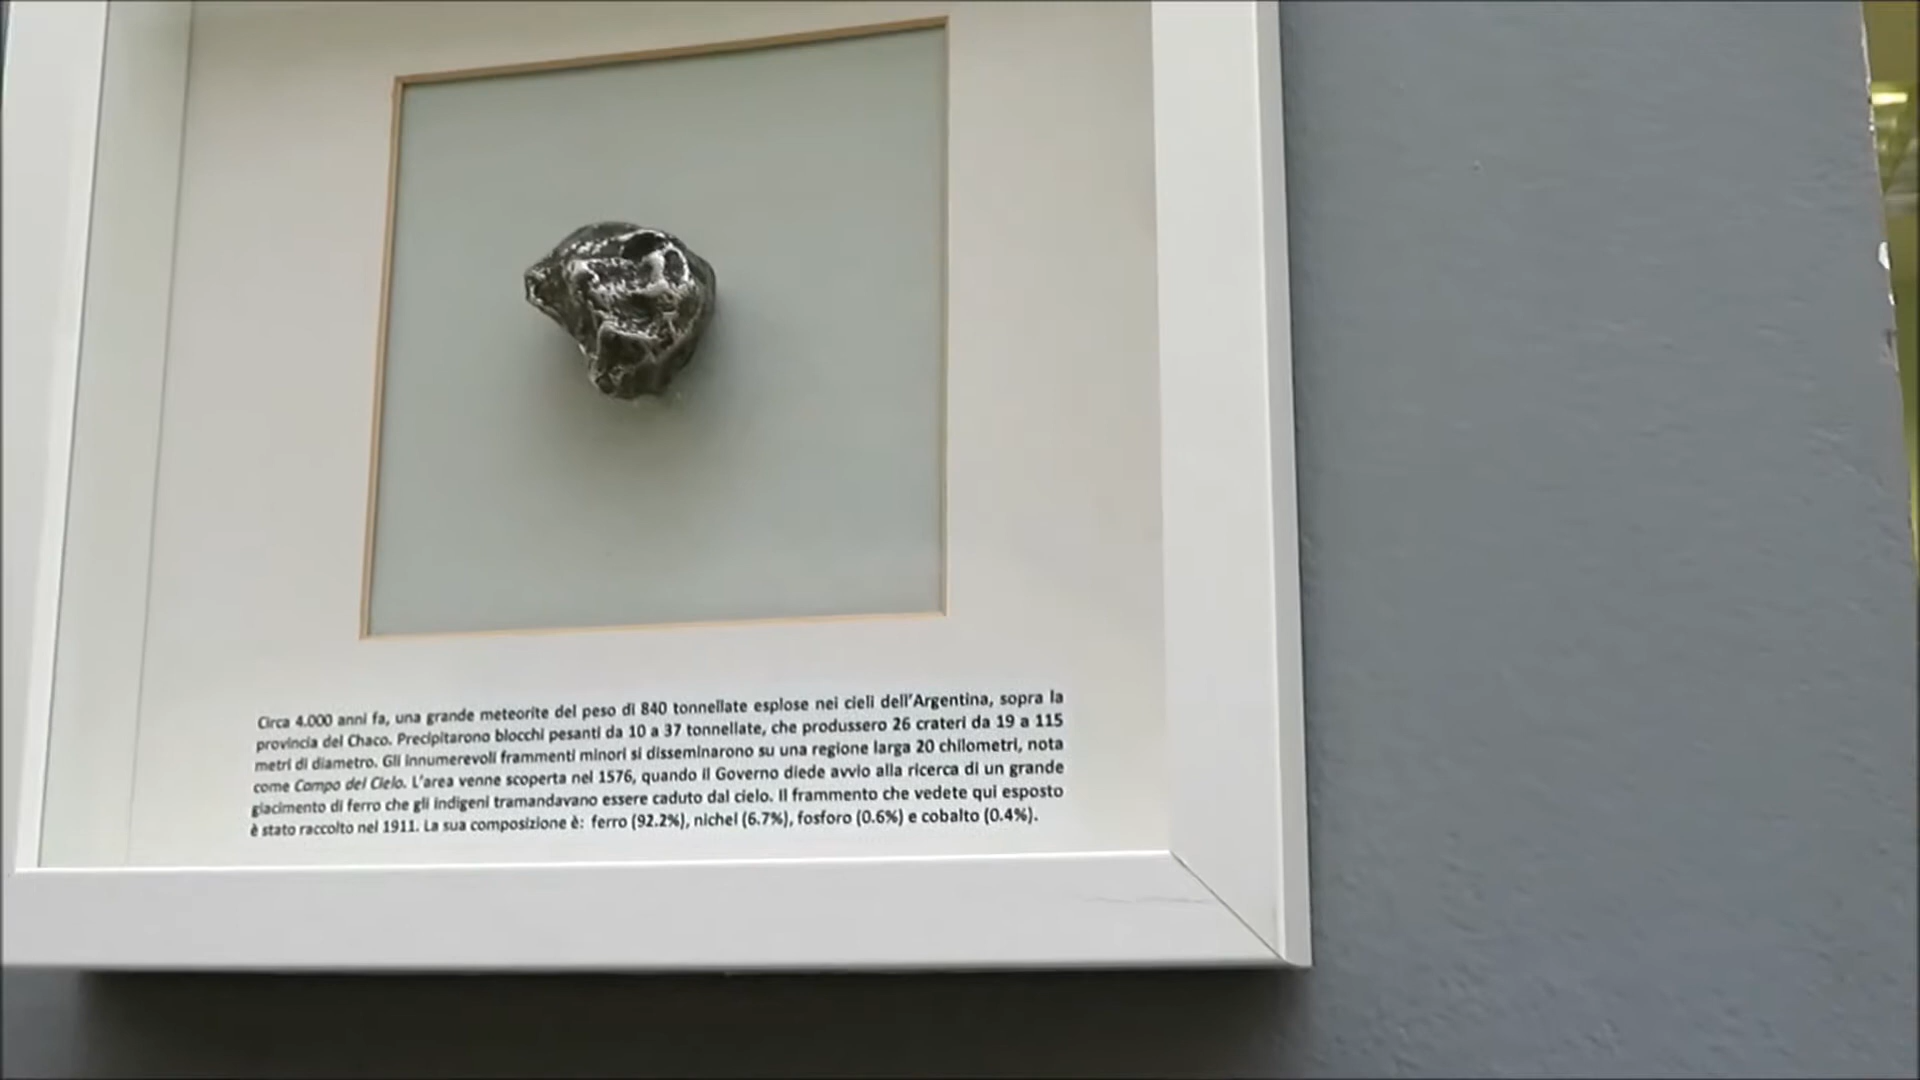 Circa 4.000 anni fa, una grande meteorite del peso di 840 tonnellate esplose nei cieli dell'Argentina, sopra la
provincia del Chaco. Precipitarono blocchi pesanti da 10 a 37 tonnellate, che produssero 26 crateri da 19 a 115
metri di diametro. Gli innumerevoli frammenti minori si disseminarono su una regione larga 20 chilometri, nota
come Campo del Cielo. L'area venne scoperta nel 1576, quando il Governo diede avvio alla ricerca di un grande
giacimento di ferro che gli indigeni tramandavano essere caduto dal cielo. Il frammento che vedete qui esposto
è stato raccolto nel 1911. La sua composizione è: ferro (92.2%), nichel (6.7%), fosforo (0.6%) e cobalto (0.4%).